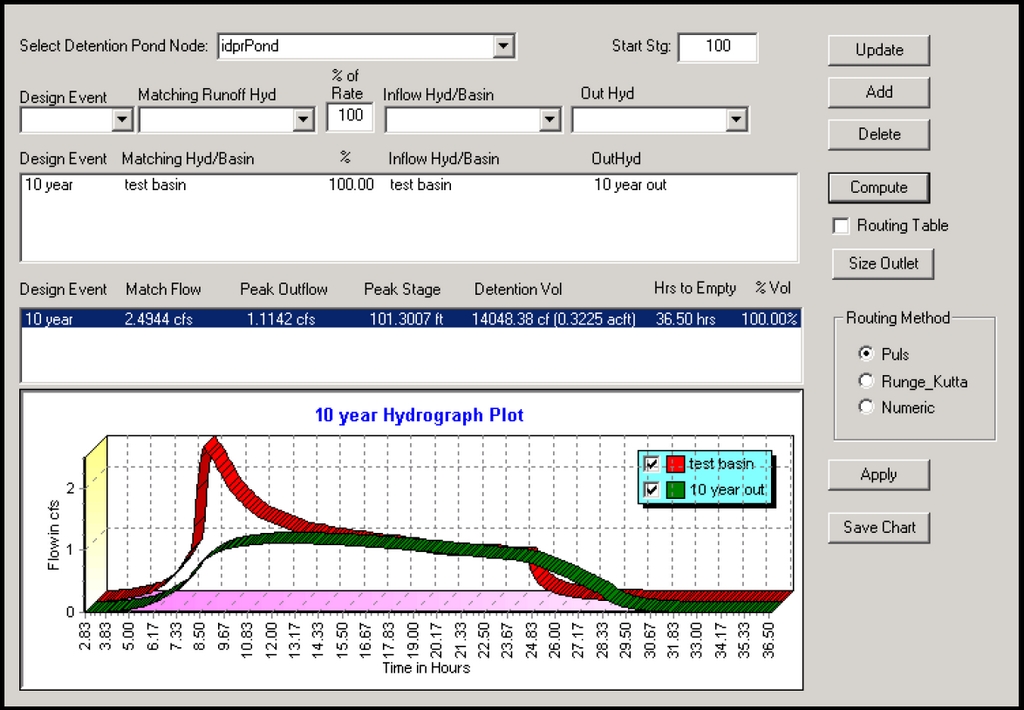 Select Detention Pond Node: idprPond Start Stg: 100 Update
% of
Design Event Matching Runoff Hyd Rate Inflow Hyd/Basin Out Hyd Add
100
Delete
Design Event Matching Hyd/Basin % Inflow Hyd/Basin OutHyd
10 year test basin 100.00 test basin 10 year out Compute
Routing Table
Size Outlet
Design Event Match Flow Peak Outflow Peak Stage Detention Vol Hrs to Empty % Vol
10 year 2.4944 cfs 1.1142 cfs 101.3007 ft 14048.38 cf (0.3225 acft) 36.50 hrs 100.00%
Routing Method
Puls
Runge_Kutta
Numeric
10 year Hydrograph Plot
test basin
10 year out
Apply
Save Chart
Flow in cfs
2
1
0
2.83 3.83 5.00 6.17 7.33 8.50 9.67 10.83 12.00 13.17 14.33 15.50 16.67 17.83 19.00 20.17 21.33 22.50 23.67 24.83 26.00 27.17 28.33 29.50 30.67 31.83 33.00 34.17 35.33 36.50
Time in Hours